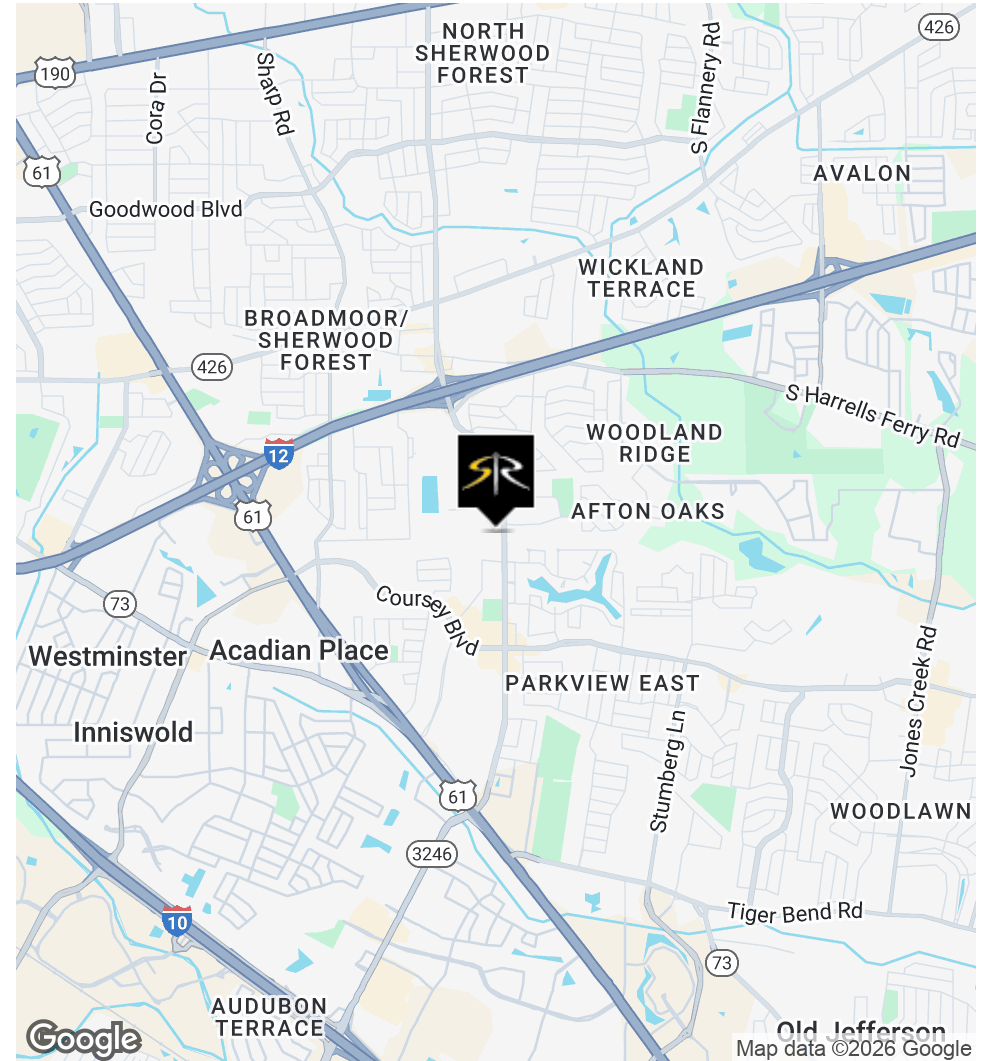 NORTH
SHERWOOD
FOREST
426
190
Cora Dr
Sharp Rd
S Flannery Rd
61
AVALON
Goodwood Blvd
WICKLAND
TERRACE
BROADMOOR/
SHERWOOD
FOREST
426
S Harrells Ferry Rd
WOODLAND
RIDGE
12
SR
61
AFTON OAKS
73
Coursey Blvd
Westminster
Acadian Place
PARKVIEW EAST
Jones Creek Rd
Inniswold
Stumberg Ln
61
WOODLAWN
3246
10
Tiger Bend Rd
73
AUDUBON
TERRACE
Old Jefferson
Google
Map data ©2026 Google